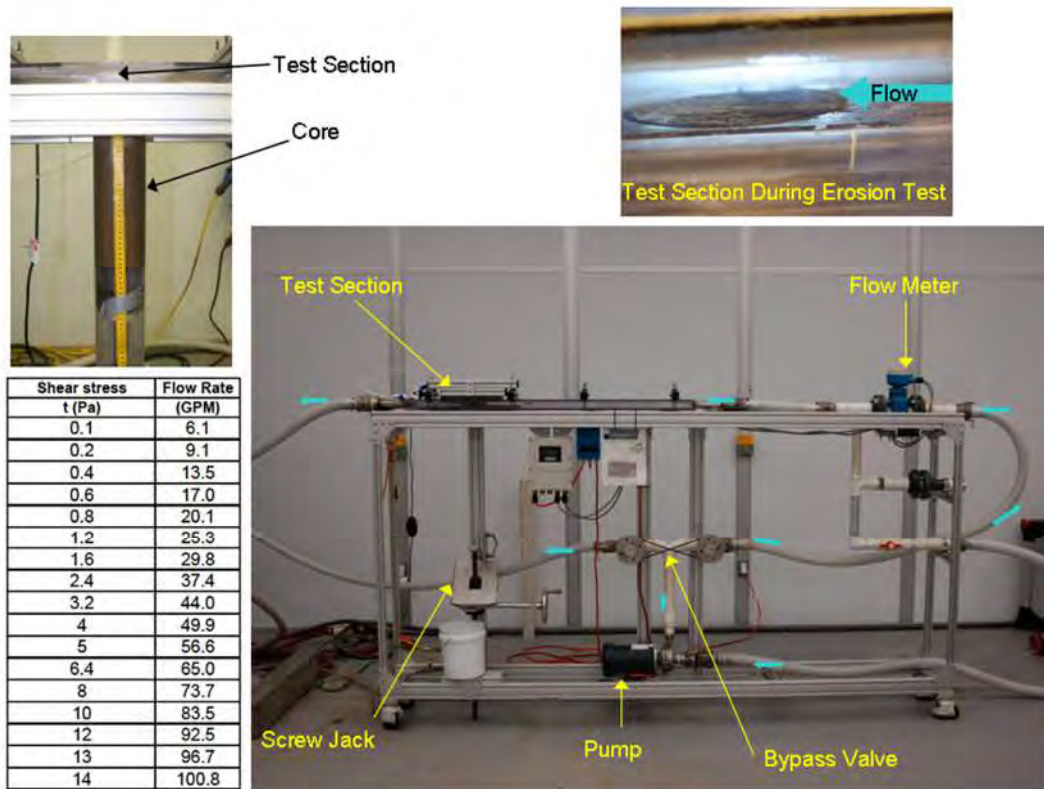 Test Section
Core
Flow
Test Section During Erosion Test
Test Section
Flow Meter
Screw Jack
Pump
Bypass Valve
Shear stress Flow Rate
t (Pa) (GPM)
0.1 6.1
0.2 9.1
0.4 13.5
0.6 17.0
0.8 20.1
1.2 25.3
1.6 29.8
2.4 37.4
3.2 44.0
4 49.9
5 56.6
6.4 65.0
8 73.7
10 83.5
12 92.5
13 96.7
14 100.8